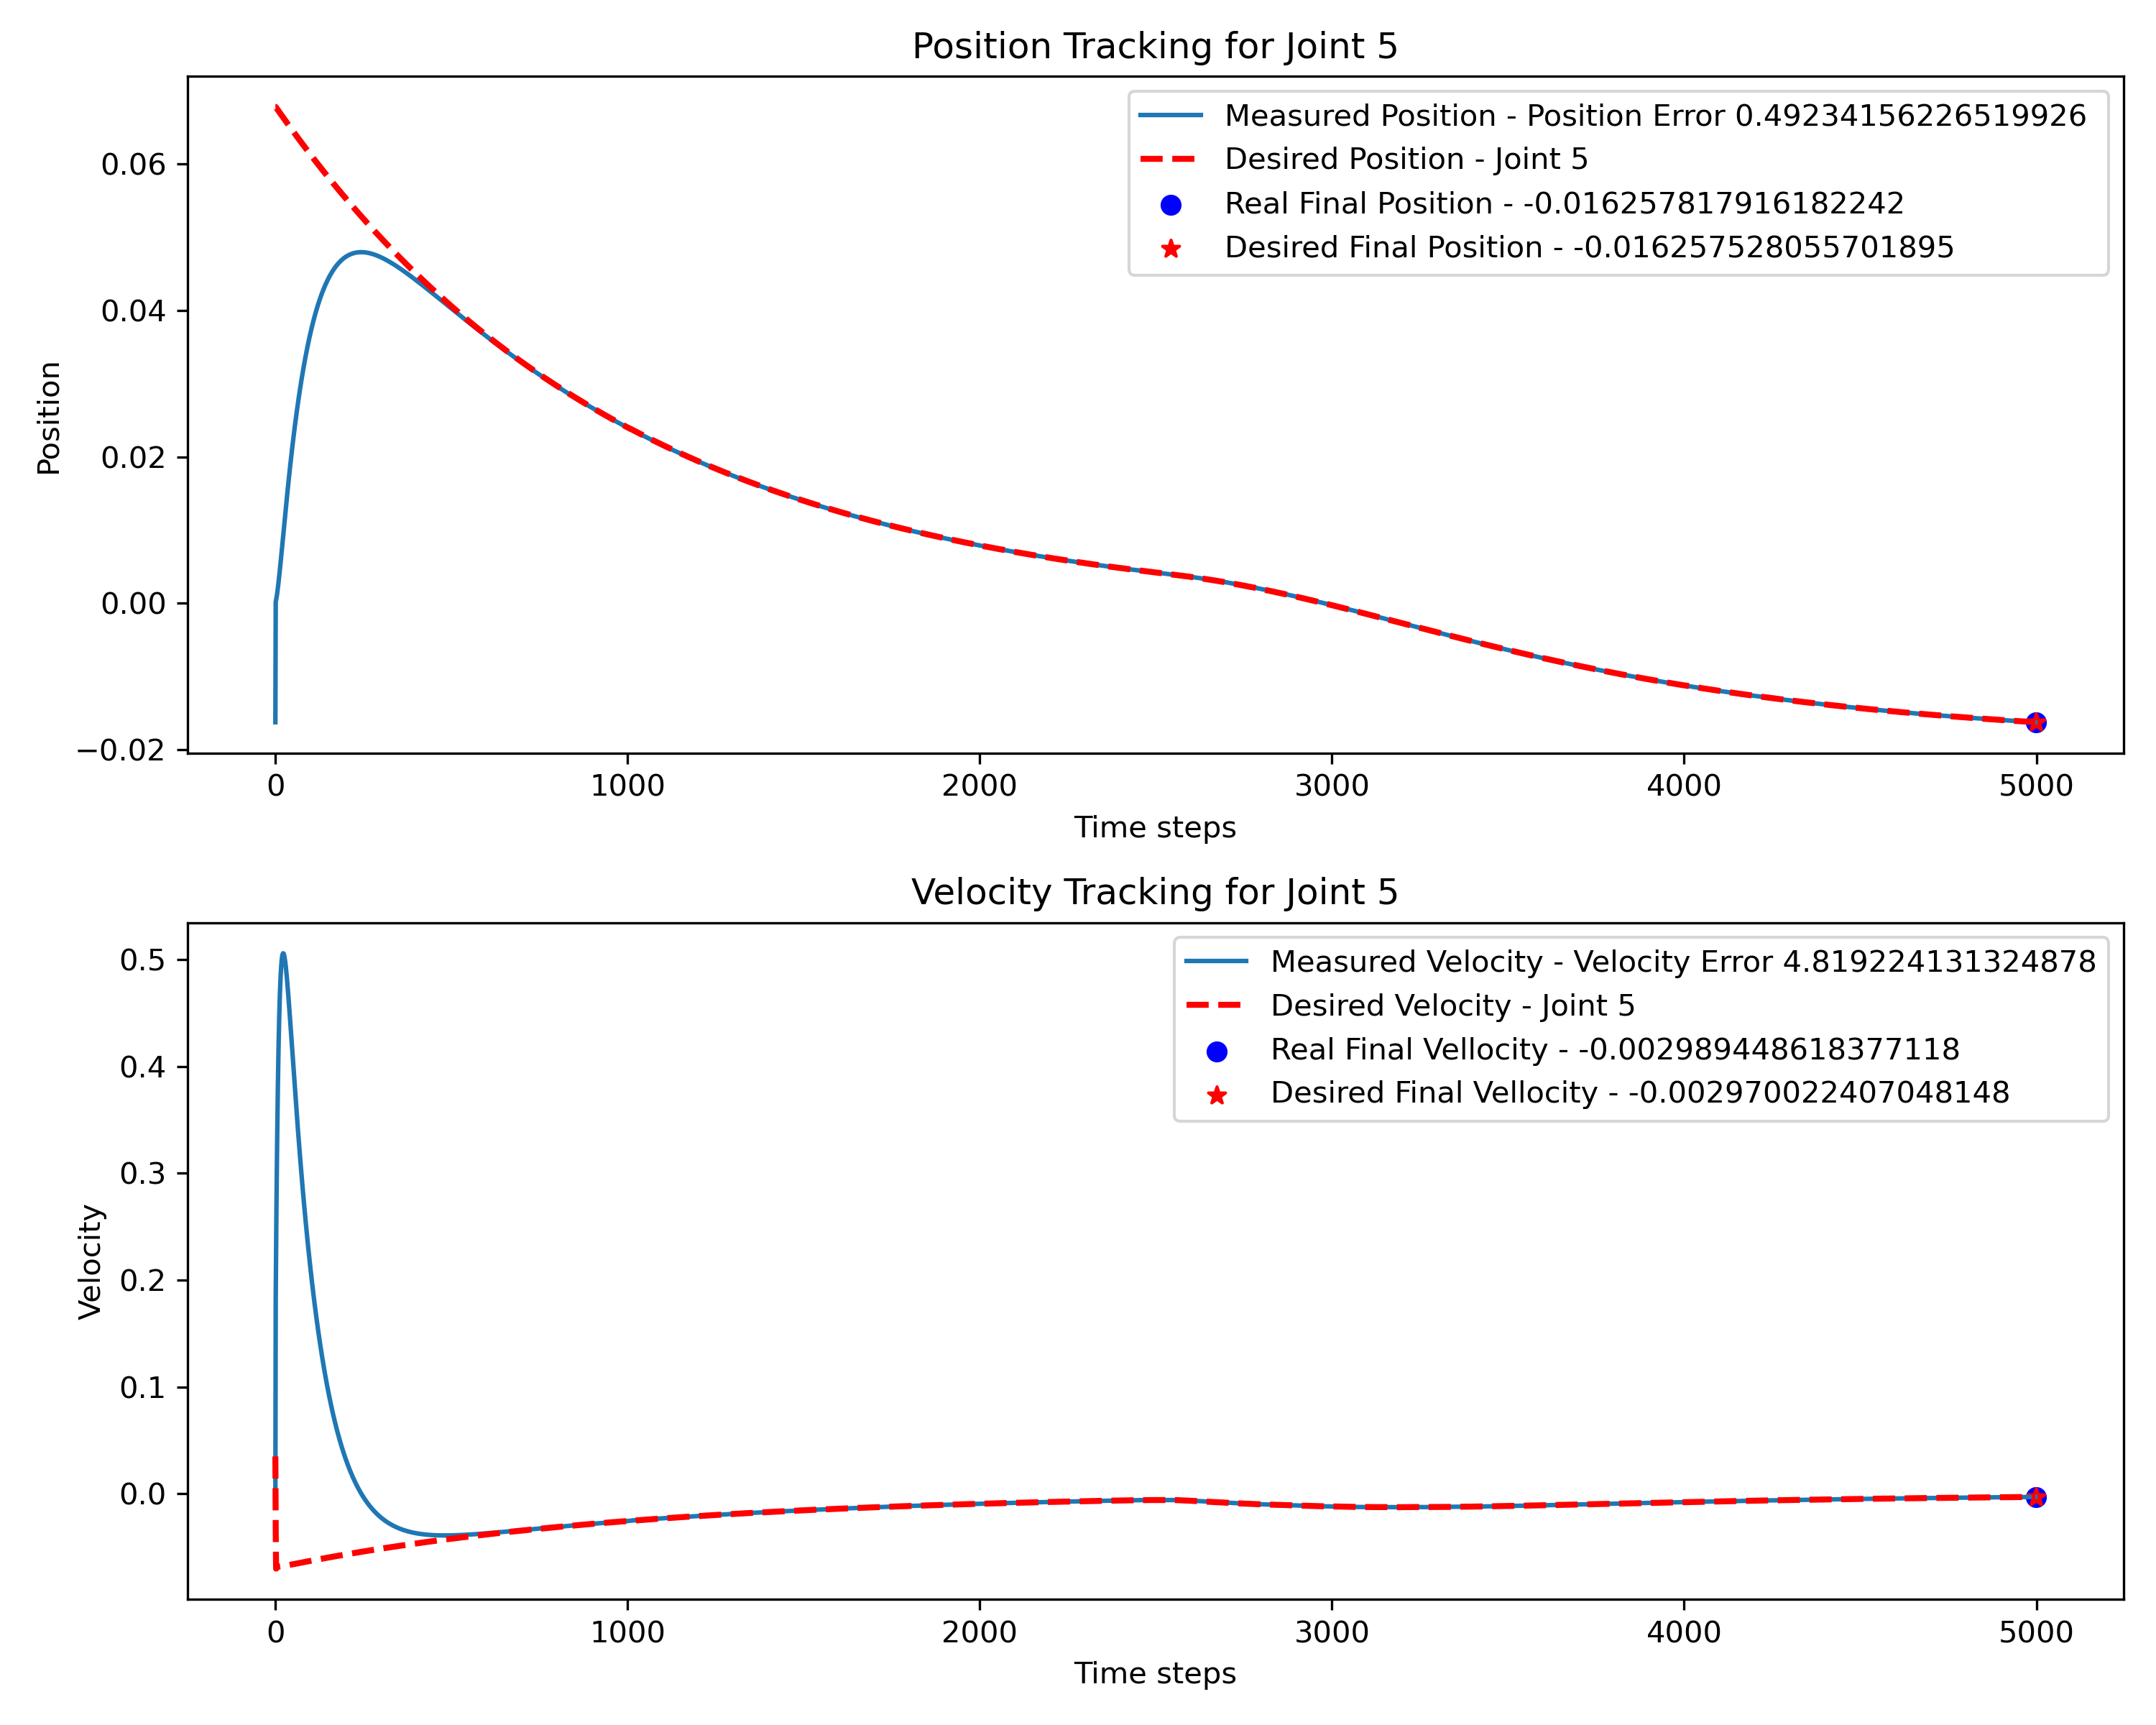 Position Tracking for Joint 5
Measured Position - Position Error 0.49234156226519926
Desired Position - Joint 5
Real Final Position - -0.016257817916182242
Desired Final Position - -0.016257528055701895
Position
0.06
0.04
0.02
0.00
−0.02
0 1000 2000 3000 4000 5000
Time steps
Velocity Tracking for Joint 5
Measured Velocity - Velocity Error 4.819224131324878
Desired Velocity - Joint 5
Real Final Vellocity - -0.002989448618377118
Desired Final Vellocity - -0.002970022407048148
Velocity
0.5
0.4
0.3
0.2
0.1
0.0
0 1000 2000 3000 4000 5000
Time steps